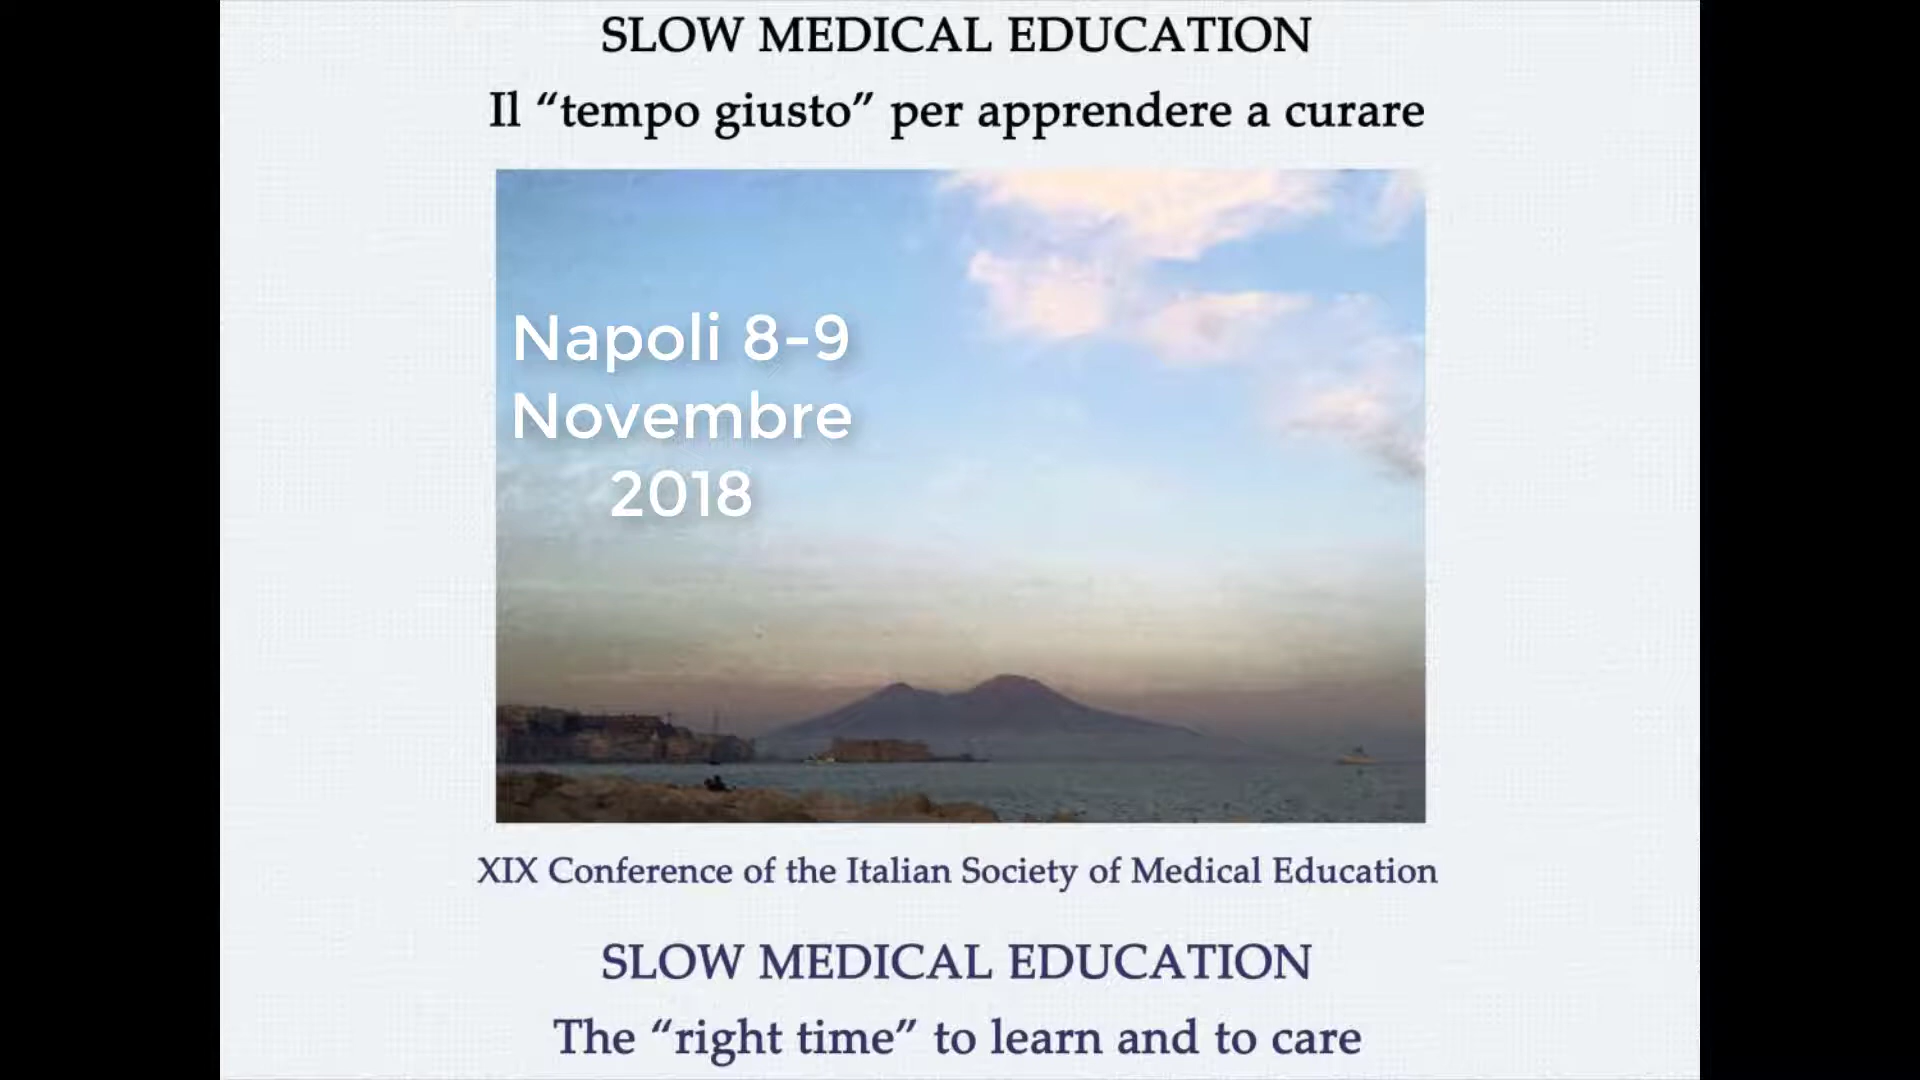 SLOW MEDICAL EDUCATION
Il “tempo giusto” per apprendere a curare
Napoli 8-9
Novembre
2018
XIX Conference of the Italian Society of Medical Education
SLOW MEDICAL EDUCATION
The “right time” to learn and to care